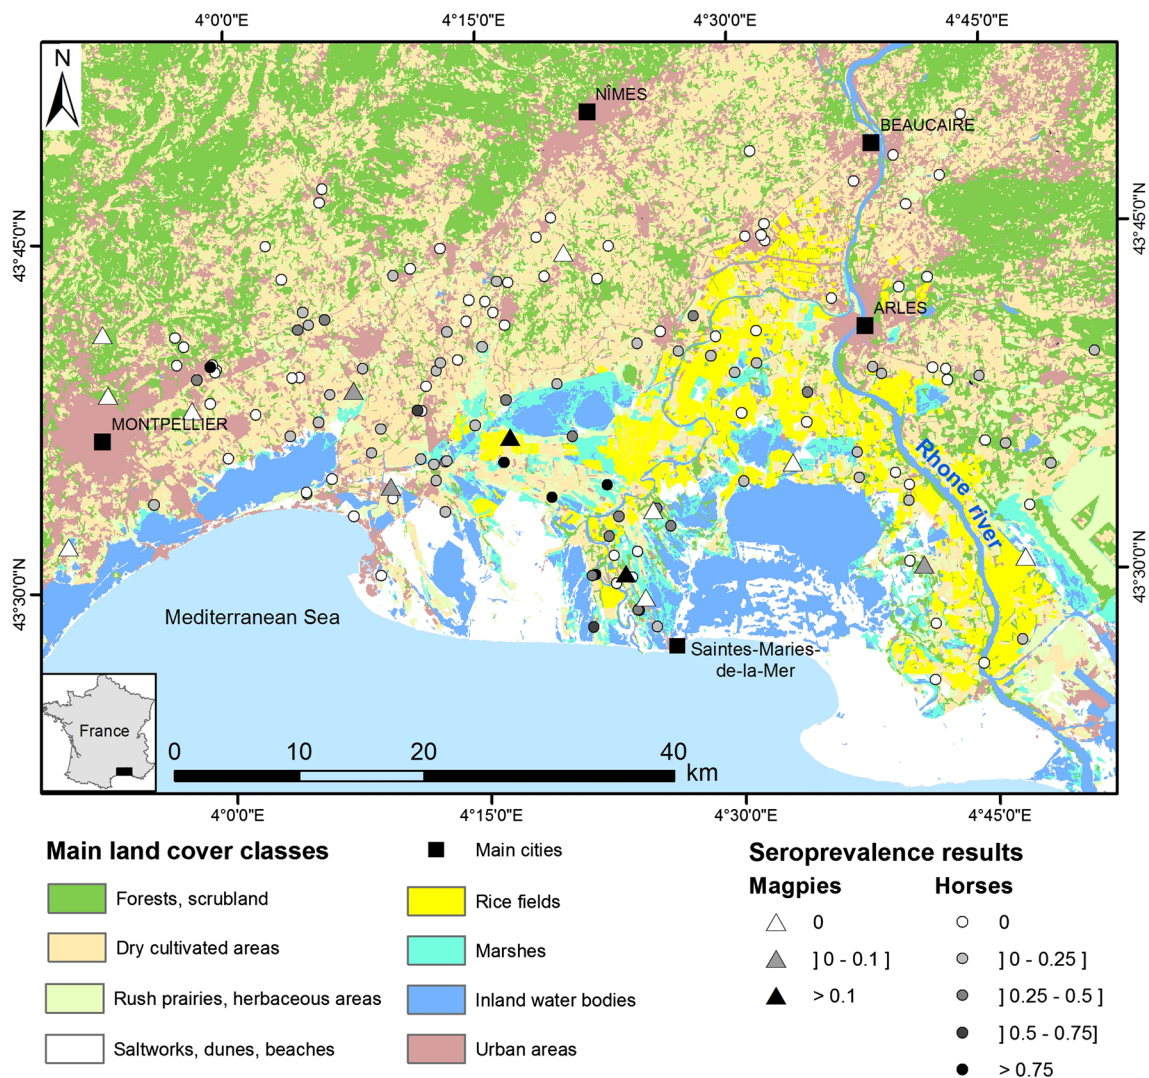 4°0'0"E 4°15'0"E 4°30'0"E 4°45'0"E
N
NÎMES
BEAUCAIRE
43°45'0"N 43°45'0"N
ARLES
MONTPELLIER
Rhone river
43°30'0"N 43°30'0"N
Mediterranean Sea
Saintes-Maries-
de-la-Mer
France
0 10 20 40
km
4°0'0"E 4°15'0"E 4°30'0"E 4°45'0"E
Main land cover classes
Forests, scrubland
Dry cultivated areas
Rush prairies, herbaceous areas
Saltworks, dunes, beaches
Main cities
Rice fields
Marshes
Inland water bodies
Urban areas
Seroprevalence results
Magpies
0
] 0 - 0.1 ]
> 0.1
Horses
0
] 0 - 0.25 ]
] 0.25 - 0.5 ]
] 0.5 - 0.75]
> 0.75